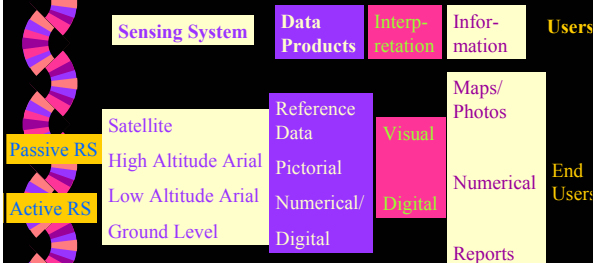 Sensing System
Data
Products
Interp-
retation
Infor-
mation
Users
Passive RS
Active RS
Satellite
High Altitude Arial
Low Altitude Arial
Ground Level
Reference
Data
Pictorial
Numerical/
Digital
Visual
Digital
Maps/
Photos
Numerical
Reports
End
Users